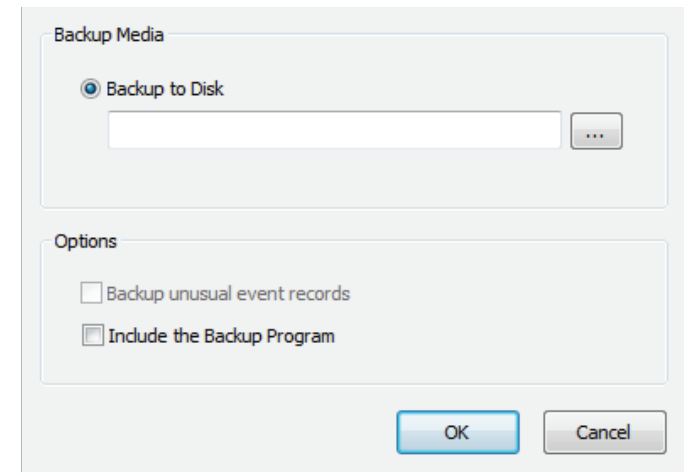 Backup Media
Backup to Disk
...
Options
Backup unusual event records
Include the Backup Program
OK Cancel